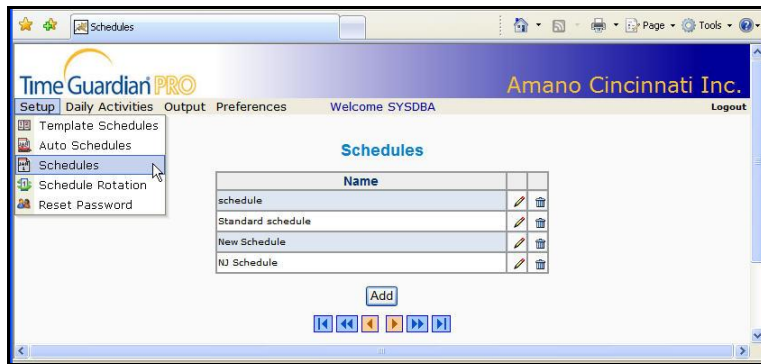 Schedules
Page
Tools
Time Guardian PRO
Amano Cincinnati Inc.
Setup Daily Activities Output Preferences Welcome SYSDBA Logout
Template Schedules
Auto Schedules
Schedules
Schedule Rotation
Reset Password
Schedules
Name
schedule
Standard schedule
New Schedule
NJ Schedule
Add